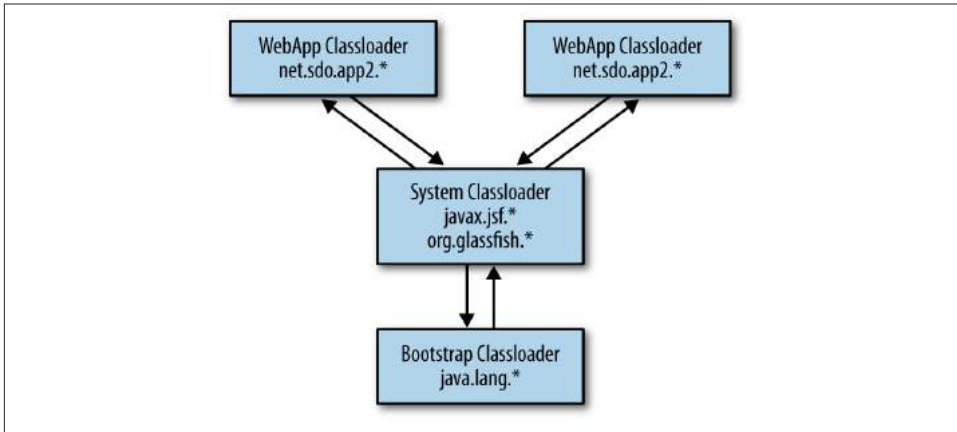 WebApp Classloader
net.sdo.app2.*
WebApp Classloader
net.sdo.app2.*
System Classloader
javax.jsf.*
org.glassfish.*
Bootstrap Classloader
java.lang.*